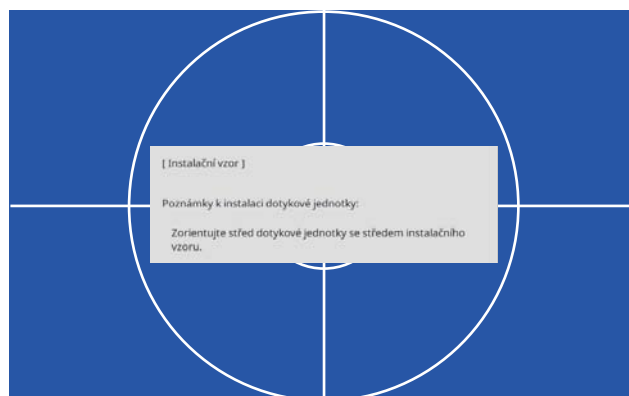 [ Instalační vzor ]
Poznámky k instalaci dotykové jednotky:
Zorientujte střed dotykové jednotky se středem instalačního
vzoru.